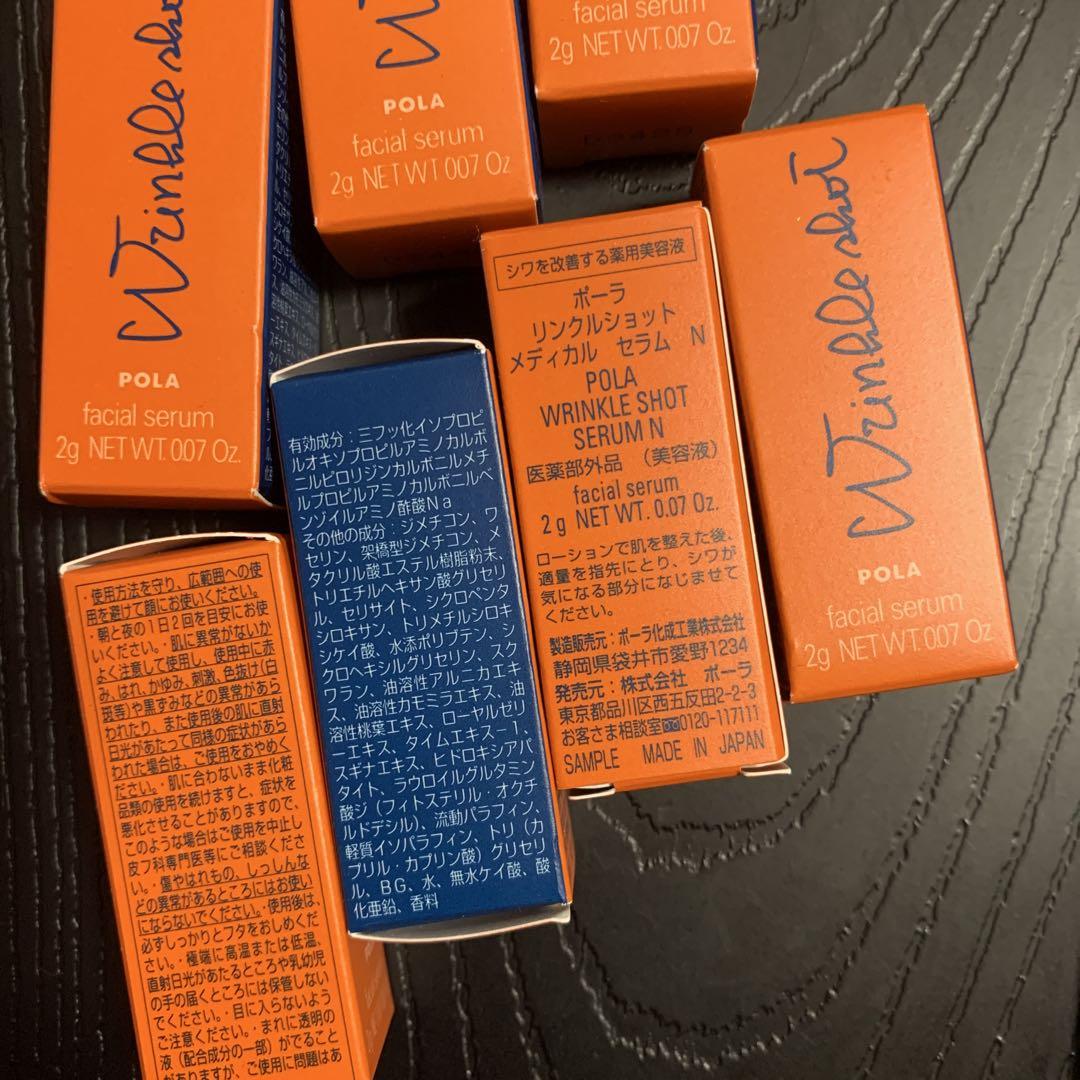 Wrinkle shot
POLA
facial serum
2g NET WT. 0.07 Oz.
POLA
facial serum
2g NET WT 0.07 Oz
facial serum
2g NET WT. 0.07 Oz.
Wrinkle shot
POLA
facial serum
2g NET WT. 0.07 Oz
シワを改善する薬用美容液
ポーラ
リンクルショット
メディカル セラム N
POLA
WRINKLE SHOT
SERUM N
医薬部外品 (美容液)
facial serum
2 g NET WT. 0.07 Oz.
ローションで肌を整えた後、
適量を指先にとり、シワが
気になる部分になじませて
ください。
製造販売元:ポーラ化成工業株式会社
静岡県袋井市愛野1234
発売元:株式会社 ポーラ
東京都品川区西五反田2-2-3
お客さま相談室0120-117111
SAMPLE MADE IN JAPAN
有効成分:三フッ化イソプロピ
ルオキソプロピルアミノカルボ
ニルピロリジンカルボニルメチ
ルプロピルアミノカルボニルベ
ンゾイルアミノ酢酸Na
その他の成分:ジメチコン、ワ
セリン、架橋型ジメチコン、メ
タクリル酸エステル樹脂粉末、
トリエチルヘキサン酸グリセリ
ル、セリサイト、シクロペンタ
シロキサン、トリメチルシロキ
シケイ酸、水添ポリブテン、シ
クロヘキシルグリセリン、スク
ワラン、油溶性アルニカエキ
ス、油溶性カモミラエキス、油
溶性桃葉エキス、ローヤルゼリ
ーエキス、タイムエキス-1、
スギナエキス、ヒドロキシアパ
タイト、ラウロイルグルタミン
酸ジ(フィトステリル・オクチ
ルドデシル)、流動パラフィン、
軽質イソパラフィン、トリ(カ
プリル・カプリン酸)グリセリ
ル、BG、水、無水ケイ酸、酸
化亜鉛、香料
・使用方法を守り、広範囲への使
用を避けて顔にお使いください。
・朝と夜の1日2回を目安にお使
いください。・肌に異常がないか
よく注意して使用し、使用中に赤
み、はれ、かゆみ、刺激、色抜け(白
斑等)や黒ずみなどの異常があら
われたり、また使用後の肌に直射
日光があたって同様の症状があら
われた場合は、ご使用をおやめく
ださい。・肌に合わないまま化粧
品類の使用を続けますと、症状を
悪化させることがありますので、
このような場合はご使用を中止し
皮フ科専門医等にご相談くださ
い。・傷やはれもの、しっしんな
どの異常があるところにはお使い
にならないでください。・使用後は、
必ずしっかりとフタをおしめくだ
さい。・極端に高温または低温、
直射日光があたるところや乳幼児
の手の届くところには保管しない
でください。・目に入らないよう
ご注意ください。・まれに透明の
液(配合成分の一部)がでること
がありますが、ご使用に問題はあ